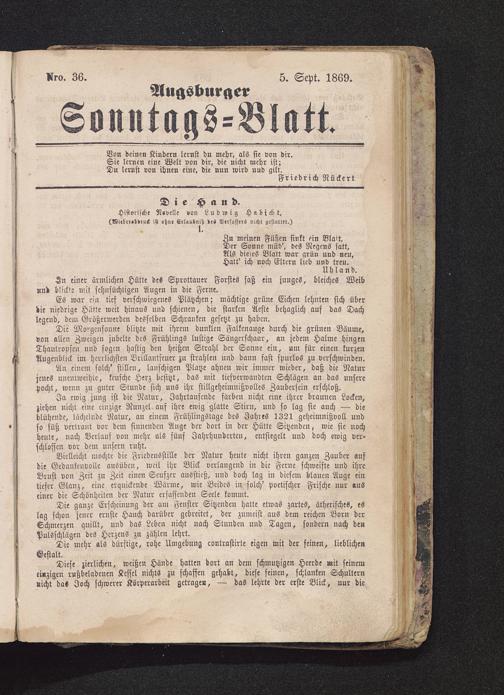 Nro. 36.
5. Sept. 1869.
Augsburger
Sonntags=Blatt.
Von deinen Kindern lernst du mehr, als sie von dir.
Sie lernen eine Welt von dir, die nicht mehr ist;
Du lernst von ihnen eine, die nun wird und gilt.
Friedrich Rückert
Die Hand.
Historische Novelle von Ludwig Habicht.
(Wiederabdruck ist ohne Erlaubniß des Verfassers nicht gestattet.)
1.
Zu meinen Füßen sinkt ein Blatt,
Der Sonne müd', des Regens satt,
Als dieses Blatt war grün und neu,
Hatt' ich noch Eltern lieb und treu.
Uhland.
In einer ärmlichen Hütte des Sprottauer Forstes saß ein junges, bleiches Weib
und blickte mit sehnsüchtigen Augen in die Ferne.
Es war ein tief verschwiegenes Plätzchen; mächtige grüne Eichen lehnten sich über
die niedrige Hütte weit hinaus und schienen, die starken Aeste behaglich auf das Dach
legend, dem Größerwerden desselben Schranken gesetzt zu haben.
Die Morgensonne blitzte mit ihrem dunklen Falkenauge durch die grünen Bäume,
von allen Zweigen jubelte des Frühlings lustige Sängerschaar, an jedem Halme hingen
Thautropfen und sogen hastig den heißen Strahl der Sonne ein, um für einen kurzen
Augenblick im herrlichsten Brillantfeuer zu strahlen und dann fast spurlos zu verschwinden.
An einem solch' stillen, lauschigen Platze ahnen wir immer wieder, daß die Natur
jenes unentweihte, keusche Herz besitzt, das mit tiefverwandten Schlägen an das unsere
pocht, wenn zu guter Stunde sich uns ihr stillgeheimnißvolles Zaubersein erschloß.
Ja ewig jung ist die Natur, Jahrtausende farben nicht eine ihrer braunen Locken,
ziehen nicht eine einzige Runzel auf ihre ewig glatte Stirn, und so lag sie auch — die
blühende, lächelnde Natur, an einem Frühlingstage des Jahres 1321 geheimnißvoll und
so süß vertraut vor dem sinnenden Auge der dort in der Hütte Sitzenden, wie sie noch
heute, nach Verlauf von mehr als fünf Jahrhunderten, entsiegelt und doch ewig ver-
schlossen vor dem unsern ruht.
Vielleicht mochte die Friedensstille der Natur heute nicht ihren ganzen Zauber auf
die Gedankenvolle ausüben, weil ihr Blick verlangend in die Ferne schweifte und ihre
Brust von Zeit zu Zeit einen Seufzer ausstieß, und doch lag in diesem blauen Auge ein
tiefer Glanz, eine erquickende Wärme, wie Beides in solch' poetischer Frische nur aus
einer die Schönheiten der Natur erfassenden Seele kommt.
Die ganze Erscheinung der am Fenster Sitzenden hatte etwas zartes, ätherisches, es
lag schon jener ernste Hauch darüber gebreitet, der zumeist aus dem reichen Born der
Schmerzen quillt, und das Leben nicht nach Stunden und Tagen, sondern nach den
Pulsschlägen des Herzens zu zählen lehrt.
Die mehr als dürftige, rohe Umgebung contrastirte eigen mit der feinen, lieblichen
Gestalt.
Diese zierlichen, weißen Hände hatten dort an dem schmutzigen Heerde mit seinem
einzigen rußbeladenen Kessel nichts zu schaffen gehabt, diese feinen, schlanken Schultern
nicht das Joch schwerer Körperarbeit getragen, — das lehrte der erste Blick, nur die